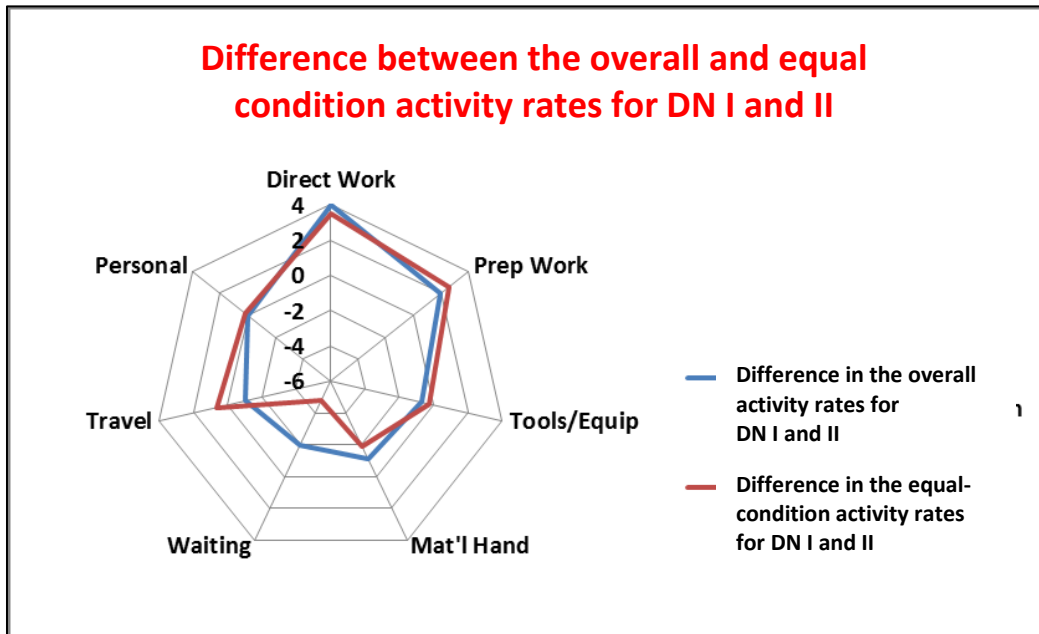 Difference between the overall and equal
condition activity rates for DN I and II
Direct Work
4
2
0
-2
-4
-6
Personal
Prep Work
Travel
Tools/Equip
Waiting
Mat'l Hand
Difference in the overall
activity rates for
DN I and II
Difference in the equal-
condition activity rates
for DN I and II